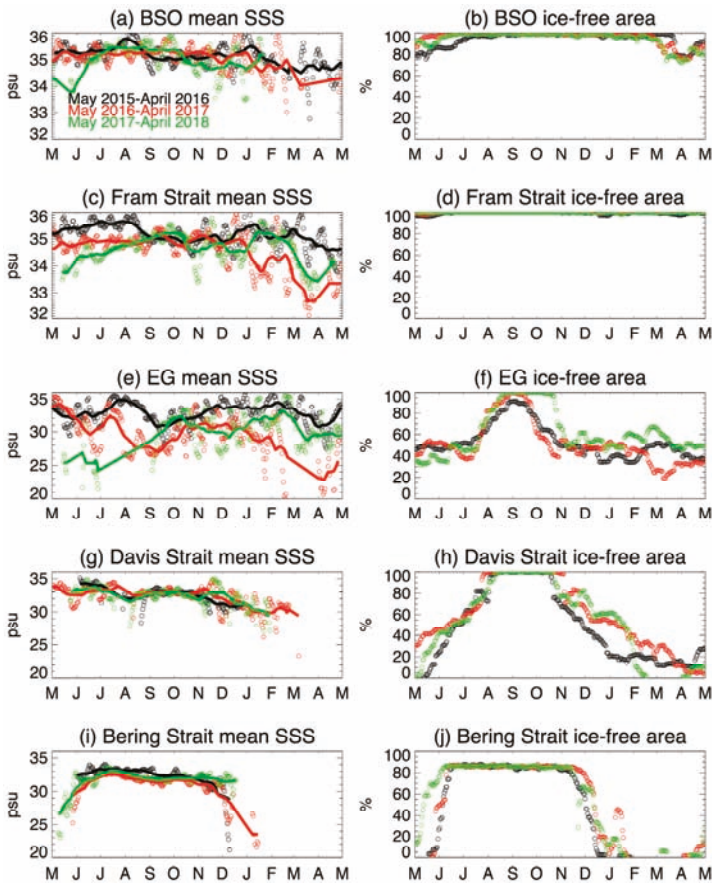 (a) BSO mean SSS
36
35
34
33
32
psu
May 2015-April 2016
May 2016-April 2017
May 2017-April 2018
M J J A S O N D J F M A M
(b) BSO ice-free area
100
80
60
40
20
0
%
M J J A S O N D J F M A M
(c) Fram Strait mean SSS
36
35
34
33
32
psu
M J J A S O N D J F M A M
(d) Fram Strait ice-free area
100
80
60
40
20
0
%
M J J A S O N D J F M A M
(e) EG mean SSS
35
30
25
20
psu
M J J A S O N D J F M A M
(f) EG ice-free area
100
80
60
40
20
0
%
M J J A S O N D J F M A M
(g) Davis Strait mean SSS
35
30
25
20
psu
M J J A S O N D J F M A M
(h) Davis Strait ice-free area
100
80
60
40
20
0
%
M J J A S O N D J F M A M
(i) Bering Strait mean SSS
35
30
25
20
psu
M J J A S O N D J F M A M
(j) Bering Strait ice-free area
100
80
60
40
20
0
%
M J J A S O N D J F M A M